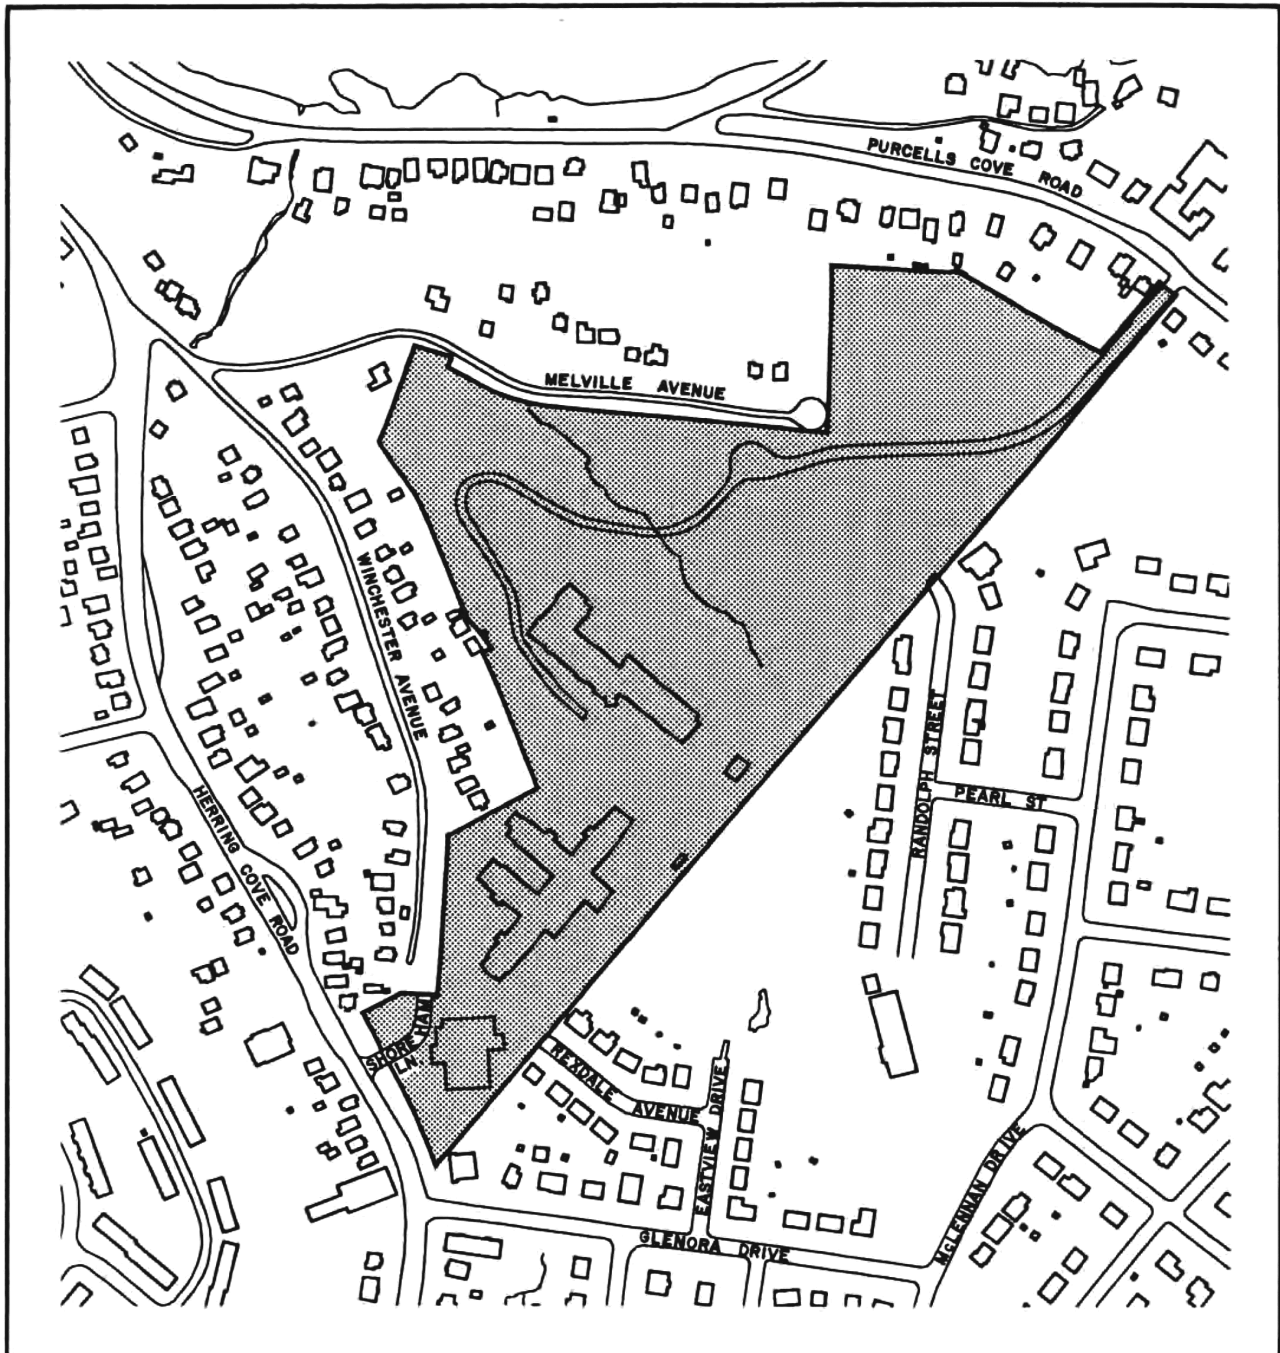 PURCELLS COVE ROAD
MELVILLE AVENUE
WINCHESTER AVENUE
RANDOLPH STREET
PEARL ST
HERRING COVE ROAD
SHOREHAM
LN.
REXDALE AVENUE
EASTVIEW DRIVE
McLENNAN DRIVE
GLENORA DRIVE